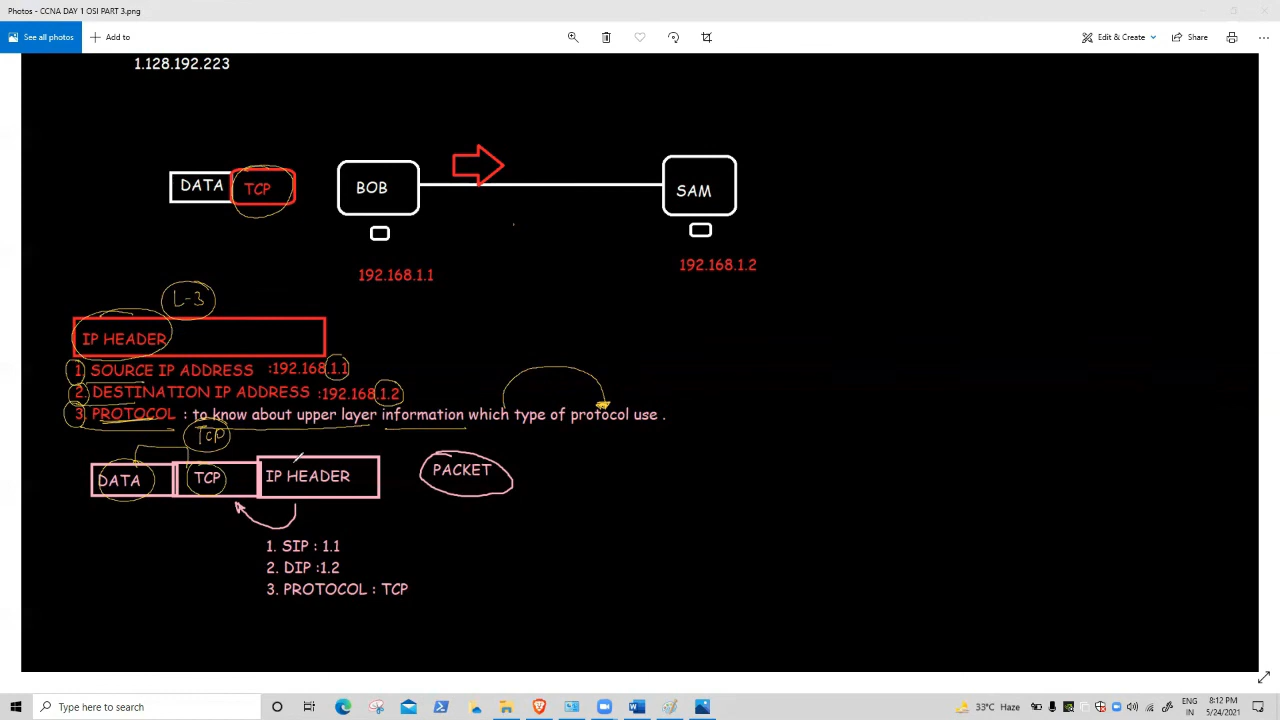 Photos - CCNA DAY 1 OSI PART 3.png
See all photos
Add to
Edit & Create
Share
1.128.192.223
DATA TCP
BOB
SAM
192.168.1.1
192.168.1.2
L-3
IP HEADER
1) SOURCE IP ADDRESS :192.168.1.1
2. DESTINATION IP ADDRESS :192.168.1.2
3. PROTOCOL : to know about upper layer information which type of protocol use .
TCP
DATA TCP IP HEADER
PACKET
1. SIP : 1.1
2. DIP :1.2
3. PROTOCOL : TCP
Type here to search
33°C Haze
ENG
IN
8:12 PM
5/24/2021